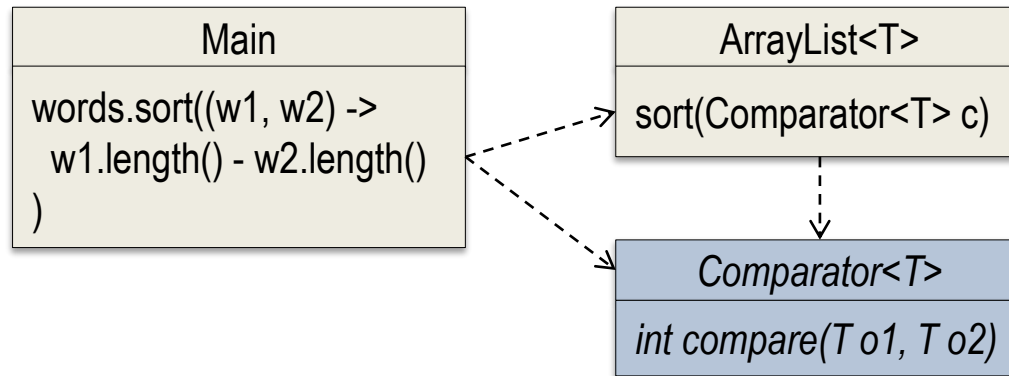 Main
words.sort((w1, w2) ->
w1.length() - w2.length()
)
ArrayList<T>
sort(Comparator<T> c)
Comparator<T>
int compare(T o1, T o2)